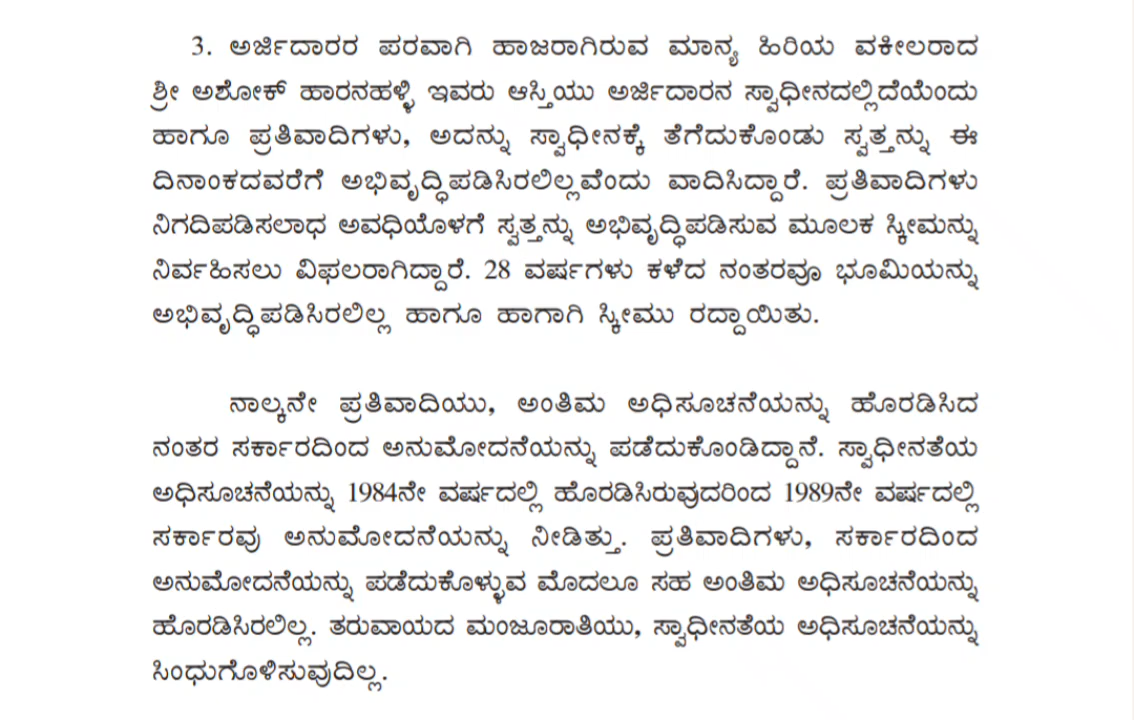 3. ಅರ್ಜಿದಾರರ ಪರವಾಗಿ ಹಾಜರಾಗಿರುವ ಮಾನ್ಯ ಹಿರಿಯ ವಕೀಲರಾದ
ಶ್ರೀ ಅಶೋಕ್ ಹಾರನಹಳ್ಳಿ ಇವರು ಆಸ್ತಿಯು ಅರ್ಜಿದಾರನ ಸ್ವಾಧೀನದಲ್ಲಿದೆಯೆಂದು
ಹಾಗೂ ಪ್ರತಿವಾದಿಗಳು, ಅದನ್ನು ಸ್ವಾಧೀನಕ್ಕೆ ತೆಗೆದುಕೊಂಡು ಸ್ವತ್ತನ್ನು ಈ
ದಿನಾಂಕದವರೆಗೆ ಅಭಿವೃದ್ಧಿಪಡಿಸಿರಲಿಲ್ಲವೆಂದು ವಾದಿಸಿದ್ದಾರೆ. ಪ್ರತಿವಾದಿಗಳು
ನಿಗದಿಪಡಿಸಲಾಧ ಅವಧಿಯೊಳಗೆ ಸ್ವತ್ತನ್ನು ಅಭಿವೃದ್ಧಿಪಡಿಸುವ ಮೂಲಕ ಸ್ಕೀಮನ್ನು
ನಿರ್ವಹಿಸಲು ವಿಫಲರಾಗಿದ್ದಾರೆ. 28 ವರ್ಷಗಳು ಕಳೆದ ನಂತರವೂ ಭೂಮಿಯನ್ನು
ಅಭಿವೃದ್ಧಿಪಡಿಸಿರಲಿಲ್ಲ ಹಾಗೂ ಹಾಗಾಗಿ ಸ್ಕೀಮು ರದ್ದಾಯಿತು.
ನಾಲ್ಕನೇ ಪ್ರತಿವಾದಿಯು, ಅಂತಿಮ ಅಧಿಸೂಚನೆಯನ್ನು ಹೊರಡಿಸಿದ
ನಂತರ ಸರ್ಕಾರದಿಂದ ಅನುಮೋದನೆಯನ್ನು ಪಡೆದುಕೊಂಡಿದ್ದಾನೆ. ಸ್ವಾಧೀನತೆಯ
ಅಧಿಸೂಚನೆಯನ್ನು 1984ನೇ ವರ್ಷದಲ್ಲಿ ಹೊರಡಿಸಿರುವುದರಿಂದ 1989ನೇ ವರ್ಷದಲ್ಲಿ
ಸರ್ಕಾರವು ಅನುಮೋದನೆಯನ್ನು ನೀಡಿತ್ತು. ಪ್ರತಿವಾದಿಗಳು, ಸರ್ಕಾರದಿಂದ
ಅನುಮೋದನೆಯನ್ನು ಪಡೆದುಕೊಳ್ಳುವ ಮೊದಲೂ ಸಹ ಅಂತಿಮ ಅಧಿಸೂಚನೆಯನ್ನು
ಹೊರಡಿಸಿರಲಿಲ್ಲ. ತರುವಾಯದ ಮಂಜೂರಾತಿಯು, ಸ್ವಾಧೀನತೆಯ ಅಧಿಸೂಚನೆಯನ್ನು
ಸಿಂಧುಗೊಳಿಸುವುದಿಲ್ಲ.